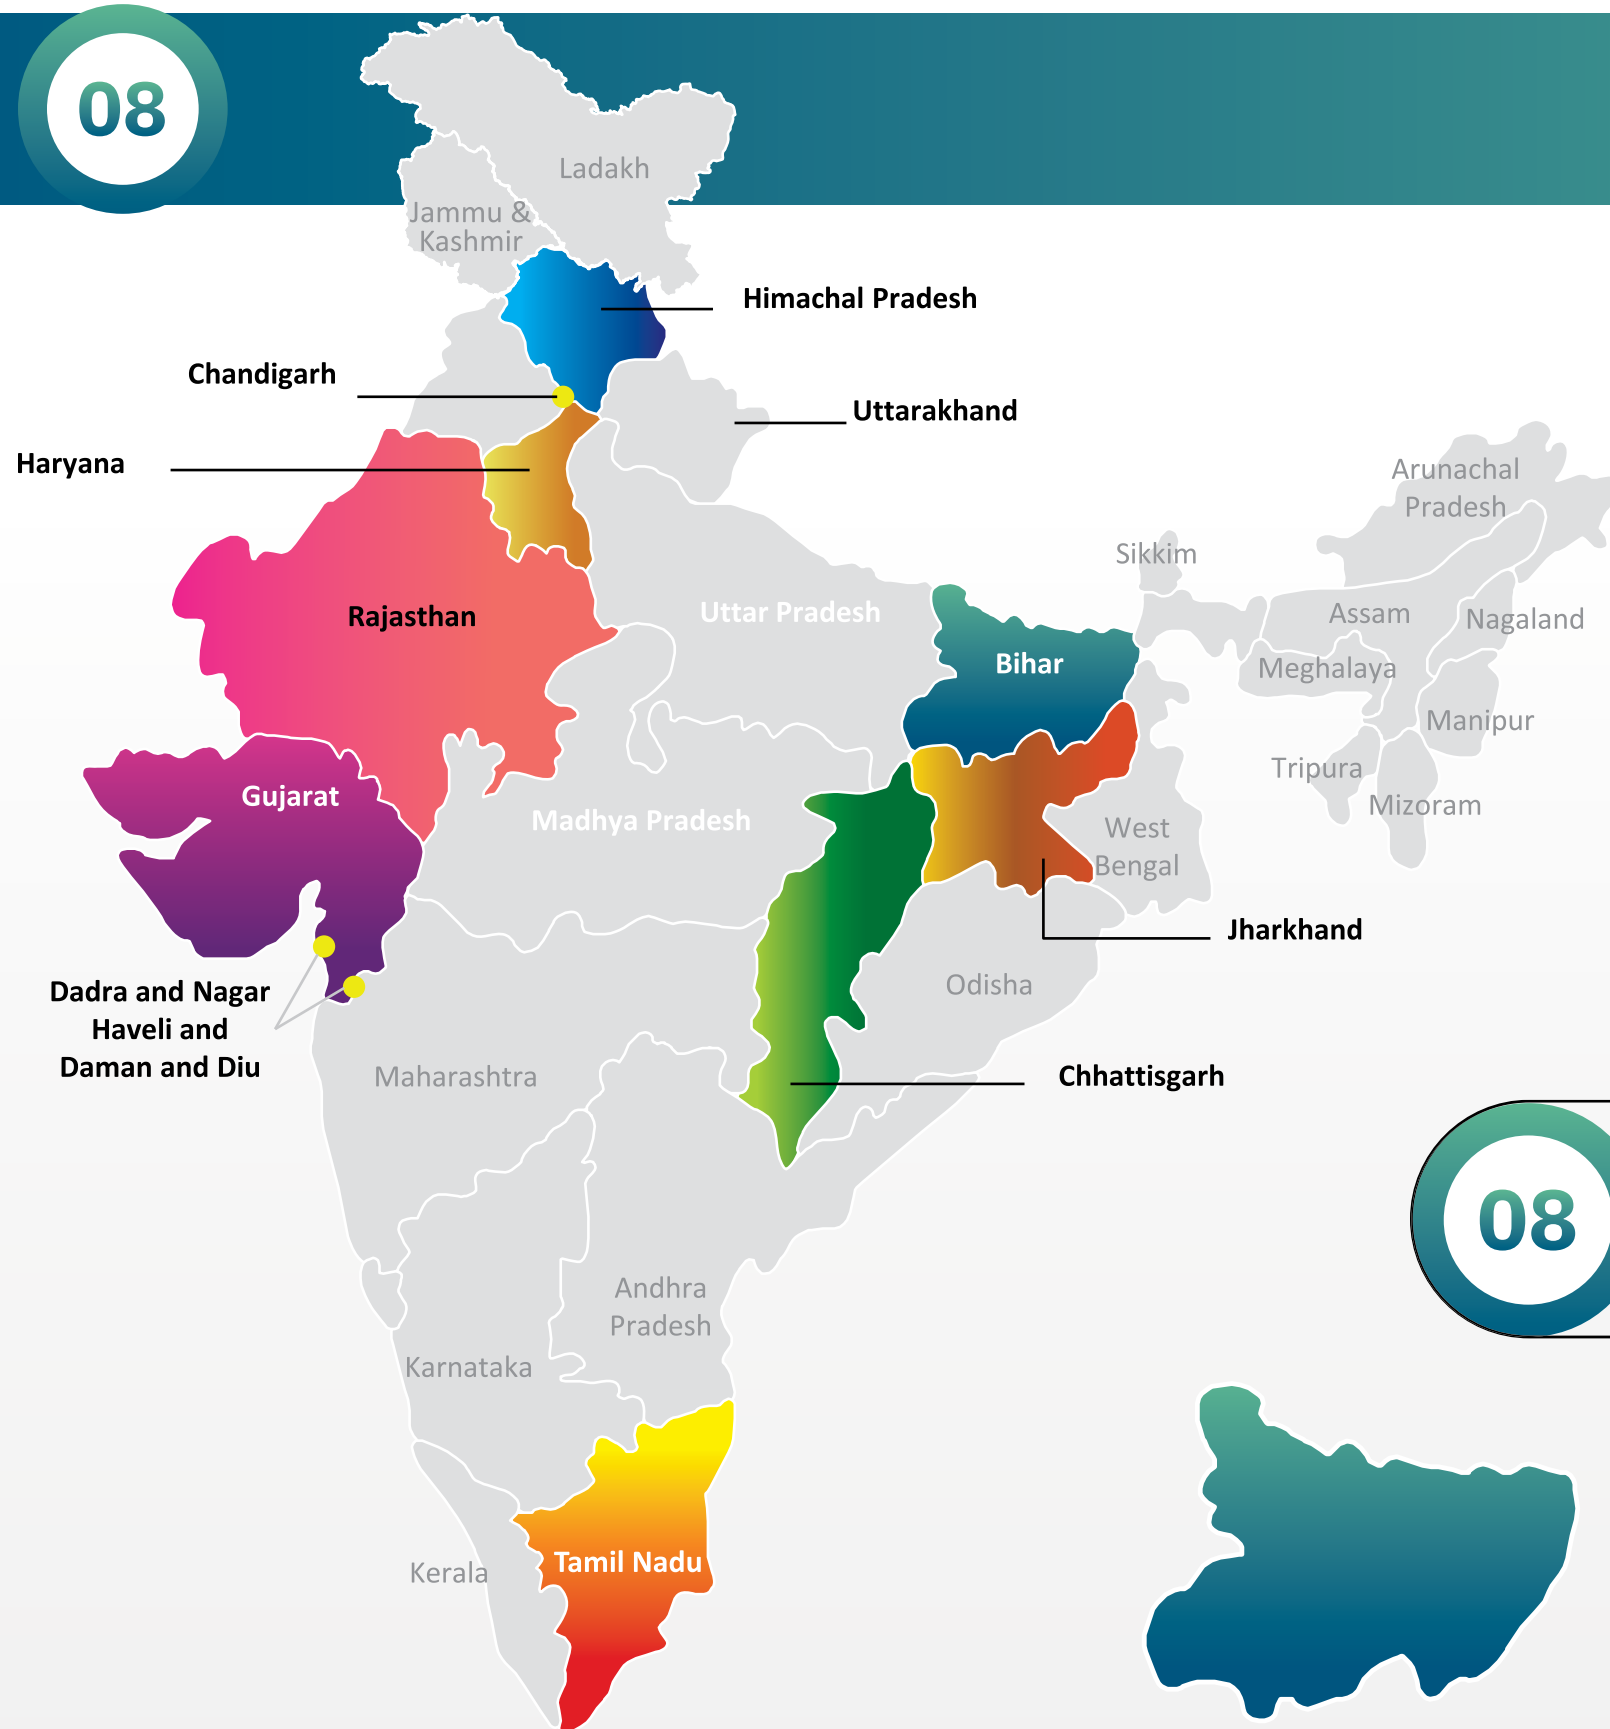 08
Ladakh
Jammu &
Kashmir
Himachal Pradesh
Chandigarh
Uttarakhand
Haryana
Arunachal
Pradesh
Sikkim
Rajasthan
Uttar Pradesh
Assam
Nagaland
Bihar
Meghalaya
Manipur
Tripura
Gujarat
Mizoram
Madhya Pradesh
West
Bengal
Jharkhand
Dadra and Nagar
Haveli and
Daman and Diu
Odisha
Maharashtra
Chhattisgarh
08
Andhra
Pradesh
Karnataka
Tamil Nadu
Kerala